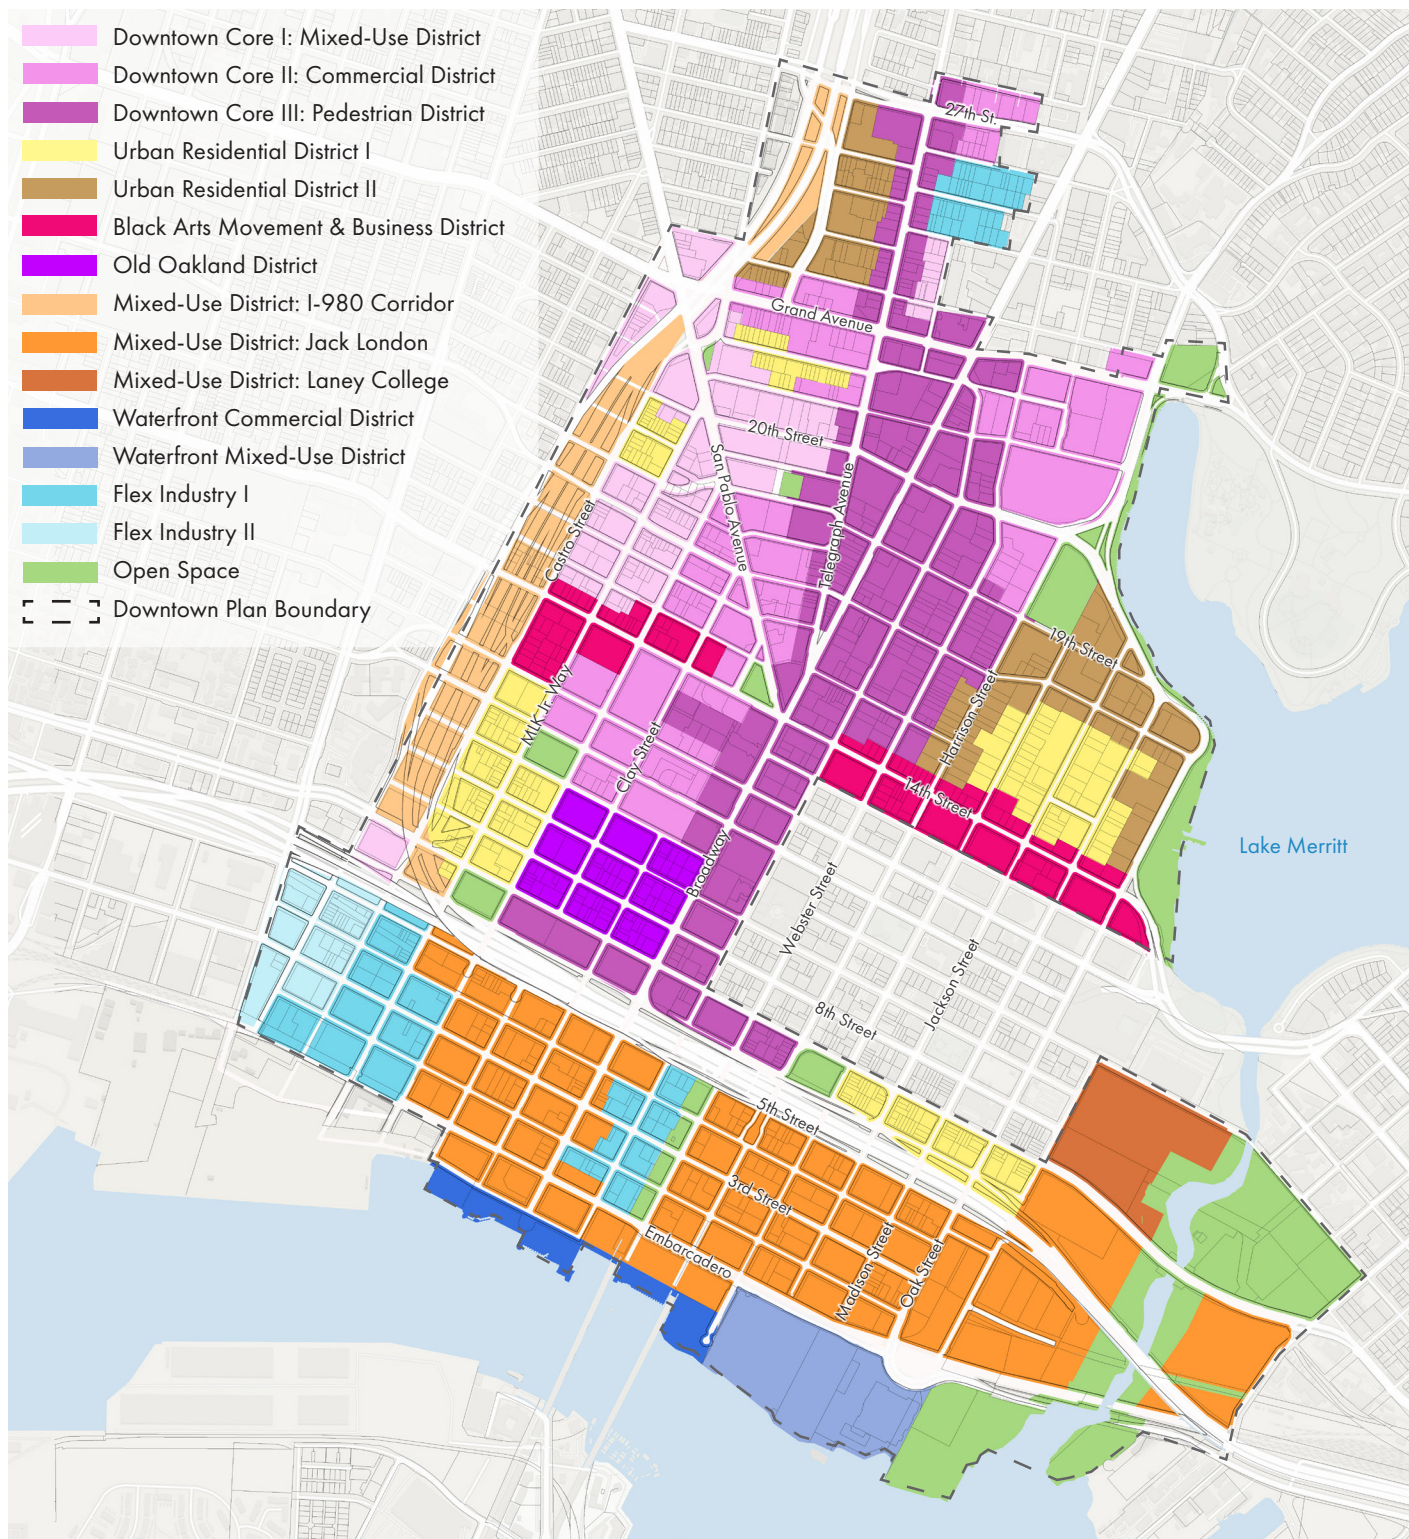 Downtown Core I: Mixed-Use District
Downtown Core II: Commercial District
Downtown Core III: Pedestrian District
Urban Residential District I
Urban Residential District II
Black Arts Movement & Business District
Old Oakland District
Mixed-Use District: I-980 Corridor
Mixed-Use District: Jack London
Mixed-Use District: Laney College
Waterfront Commercial District
Waterfront Mixed-Use District
Flex Industry I
Flex Industry II
Open Space
Downtown Plan Boundary
27th St.
Grand Avenue
20th Street
San Pablo Avenue
Telegraph Avenue
Castro Street
19th Street
MLK Jr. Way
Harrison Street
Clay Street
14th Street
Broadway
Lake Merritt
Webster Street
Jackson Street
8th Street
5th Street
3rd Street
Embarcadero
Madison Street
Oak Street